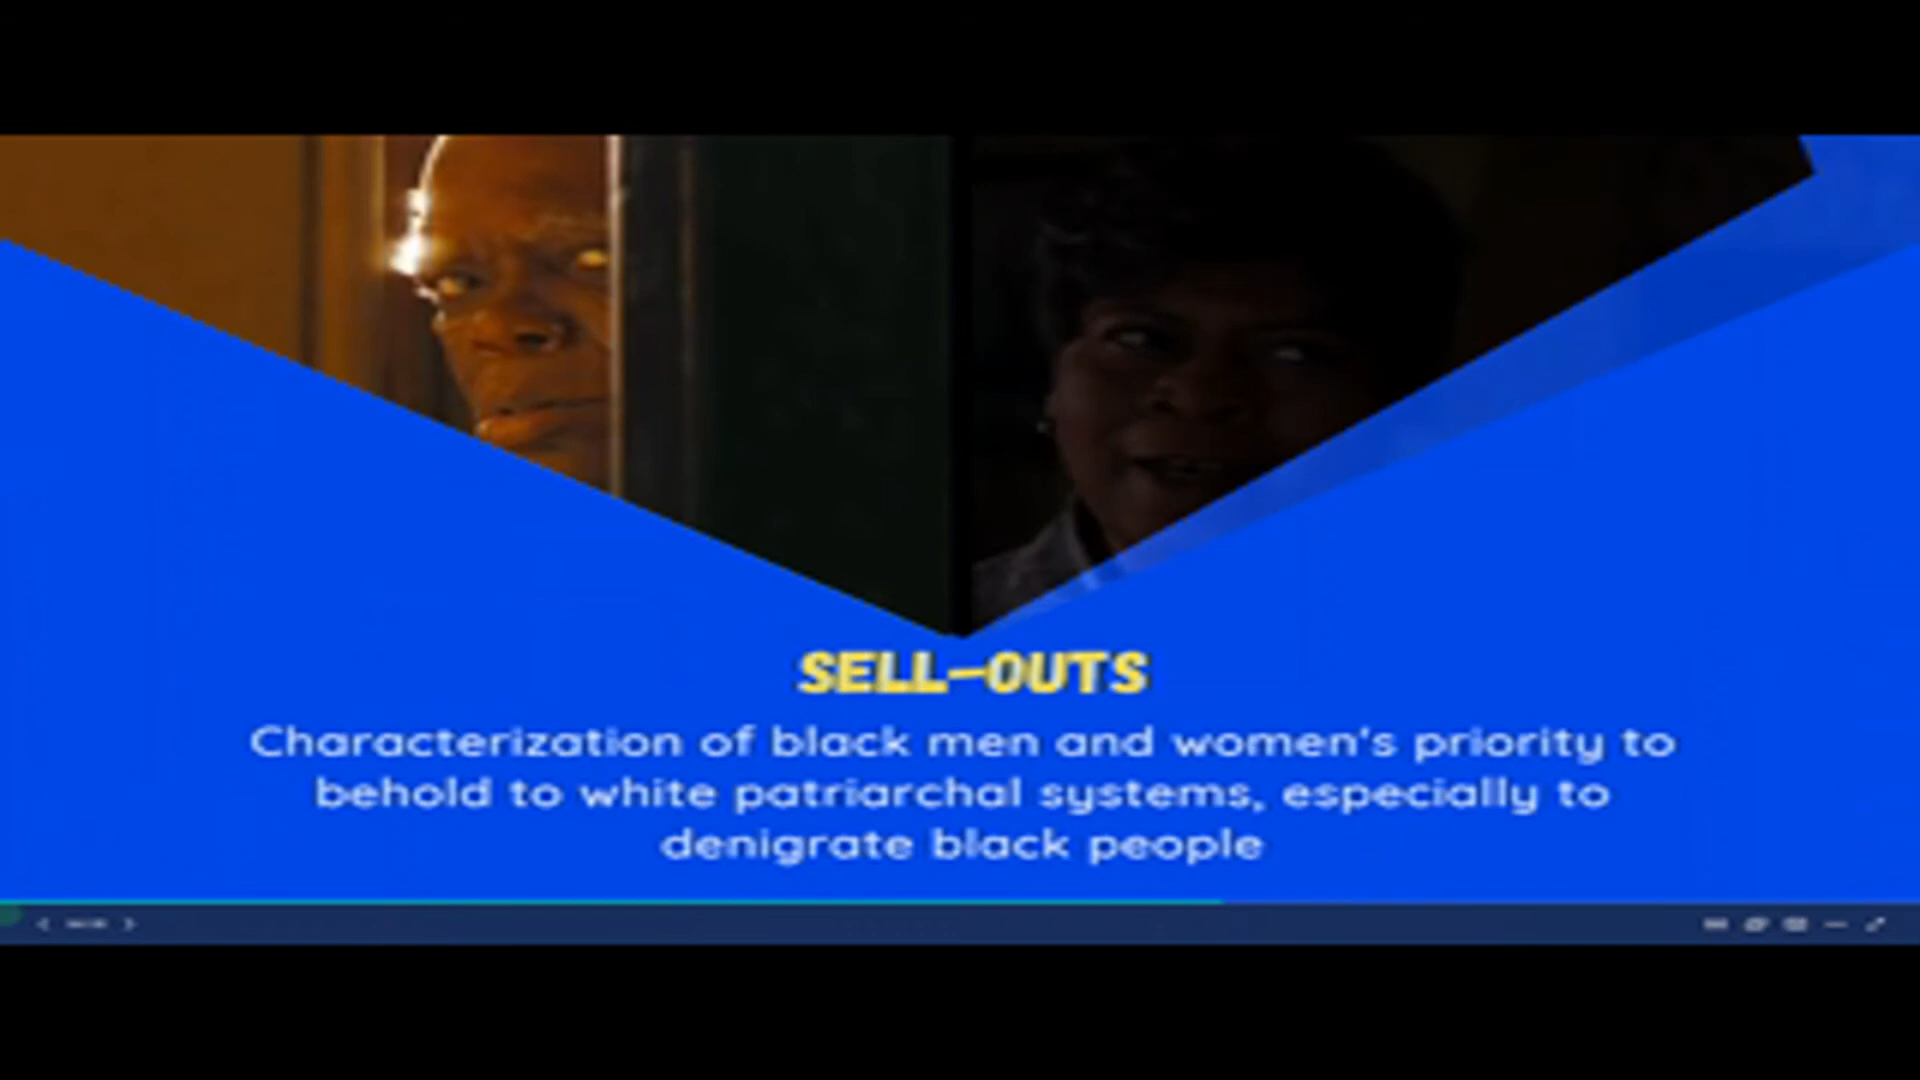 SELL-OUTS
Characterization of black men and women's priority to
behold to white patriarchal systems, especially to
denigrate black people